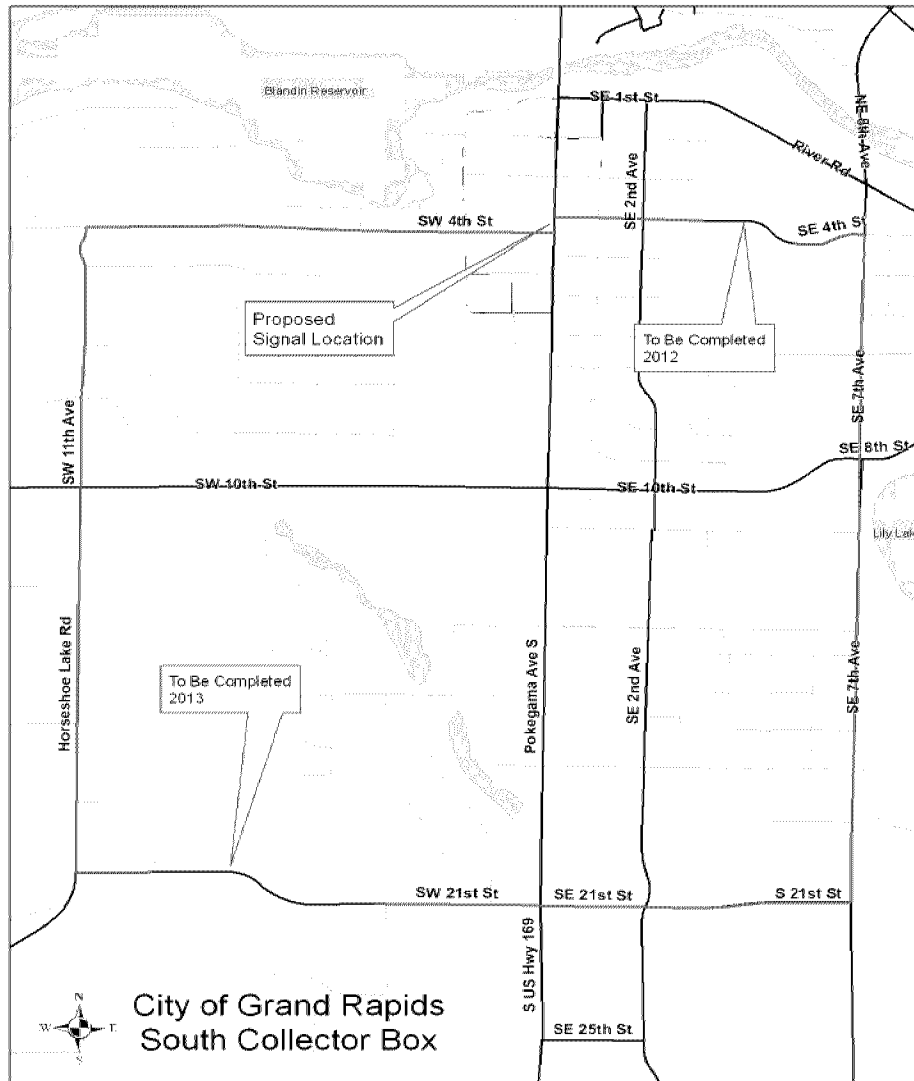 Blandin Reservoir
SE 1st St
NE 8th Ave
River Rd
SE 2nd Ave
SW 4th St
SE 4th S
Proposed
Signal Location
To Be Completed
2012
SE 7th Ave
SW 11th Ave
SE 8th St
SW 10th St
SE 10th St
Lily Lak
Horseshoe Lake Rd
To Be Completed
2013
Pokegama Ave S
SE 2nd Ave
SE 7th Ave
SW 21st St
SE 21st St
S 21st St
S US Hwy 169
SE 25th St
N
W
E
S
City of Grand Rapids
South Collector Box